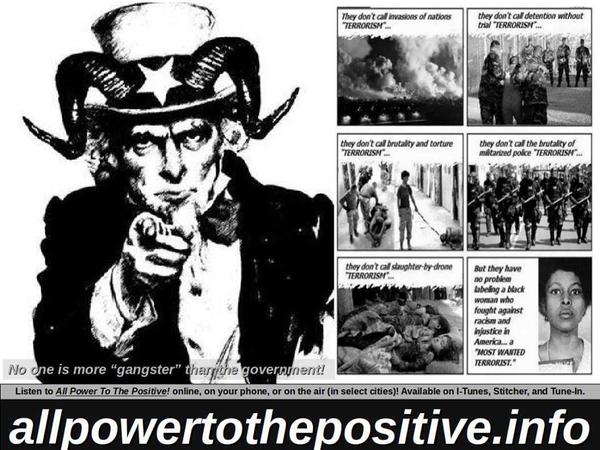 They don't call invasions of nations
"TERRORISM"...
they don't call detention without
trial "TERRORISM"...
they don't call brutality and torture
"TERRORISM"...
they don't call the brutality of
militarized police "TERRORISM"...
they don't call slaughter-by-drone
"TERRORISM"...
But they have
no problem
labeling a black
woman who
fought against
racism and
injustice in
America... a
"MOST WANTED
TERRORIST."
No one is more “gangster” than the government!
Listen to All Power To The Positive! online, on your phone, or on the air (in select cities)! Available on I-Tunes, Stitcher, and Tune-In.
allpowertothepositive.info